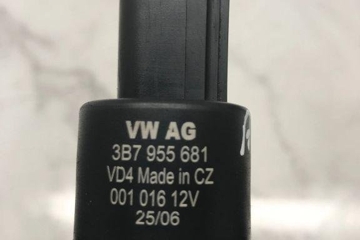 VW AG
3B7 955 681
VD4 Made in CZ
001 016 12V
25/06